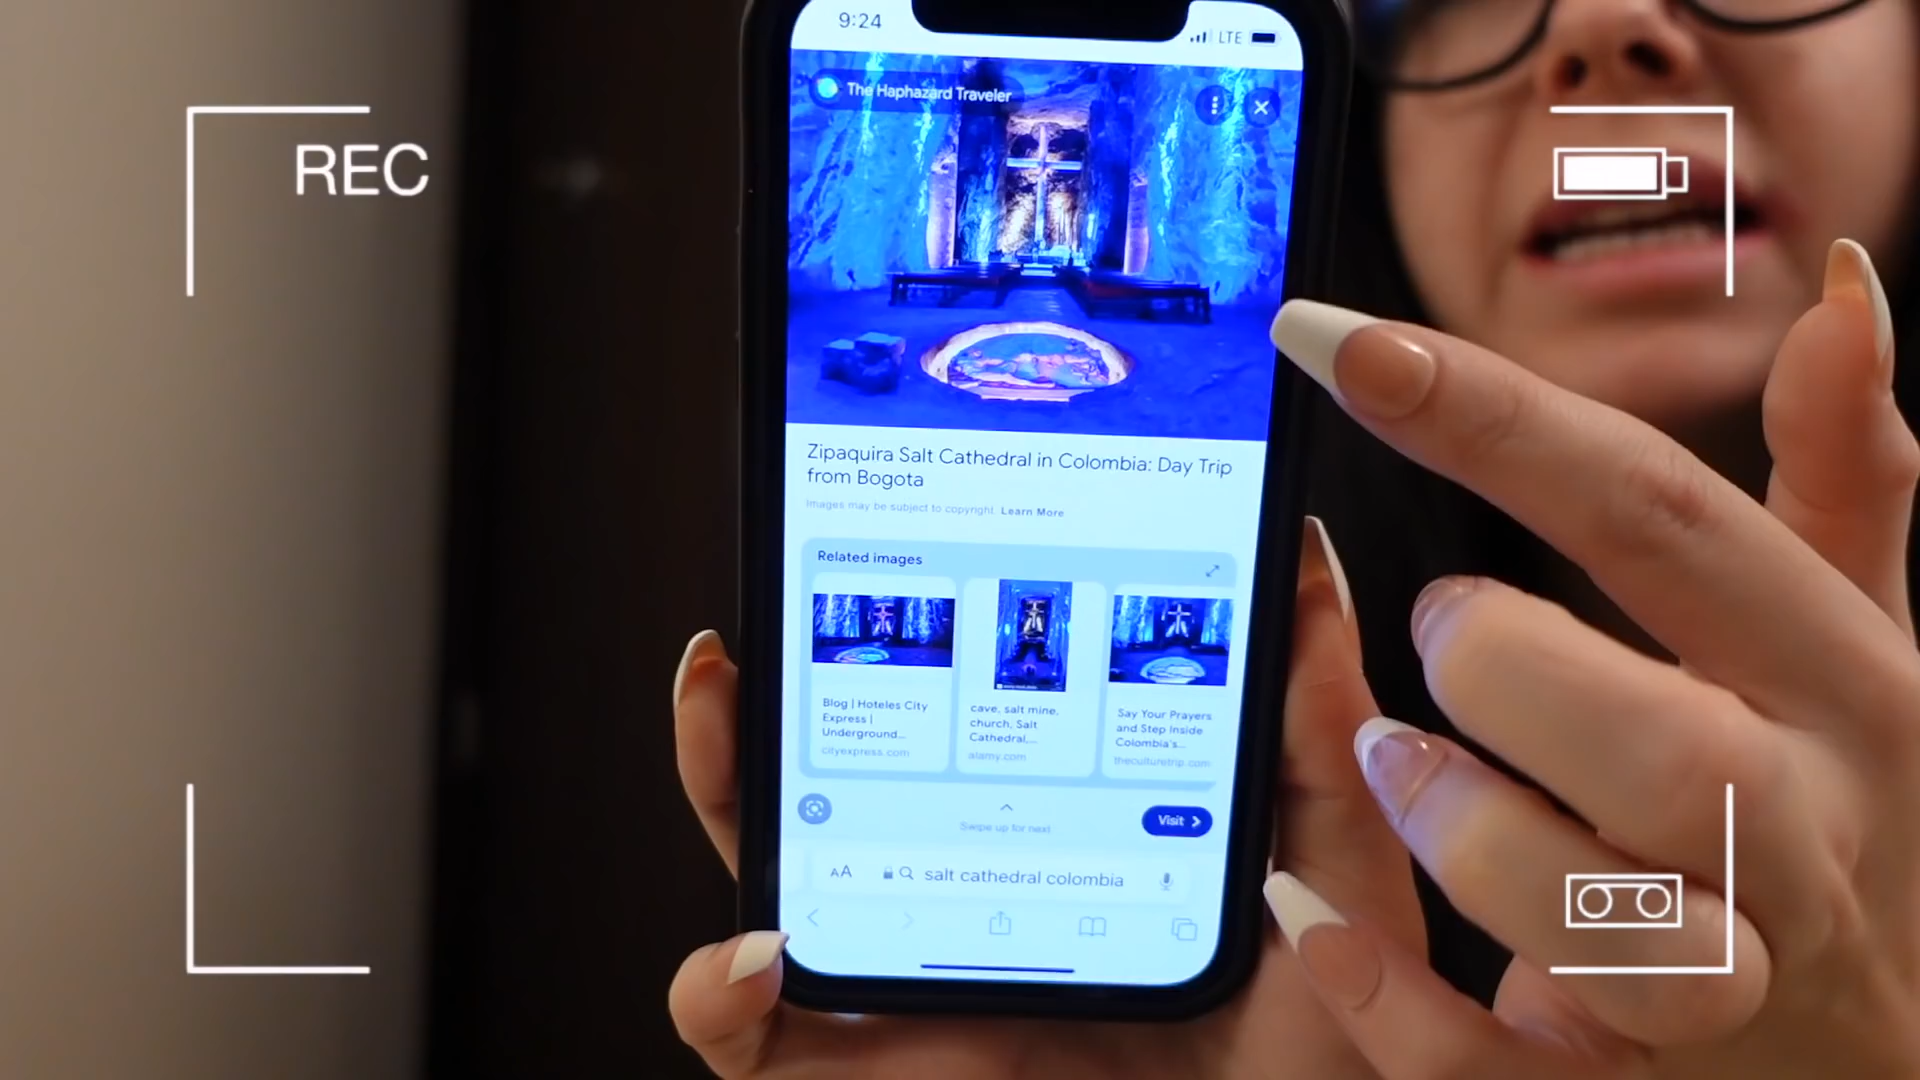 REC
9:24
LTE
The Haphazard Traveler
Zipaquira Salt Cathedral in Colombia: Day Trip
from Bogota
Images may be subject to copyright. Learn More
Related images
Blog | Hoteles City
Express |
Underground...
cityexpress.com
cave, salt mine,
church, Salt
Cathedral,...
alamy.com
Say Your Prayers
and Step Inside
Colombia's...
theculturetrip.com
Swipe up for next
Visit
AA
salt cathedral colombia